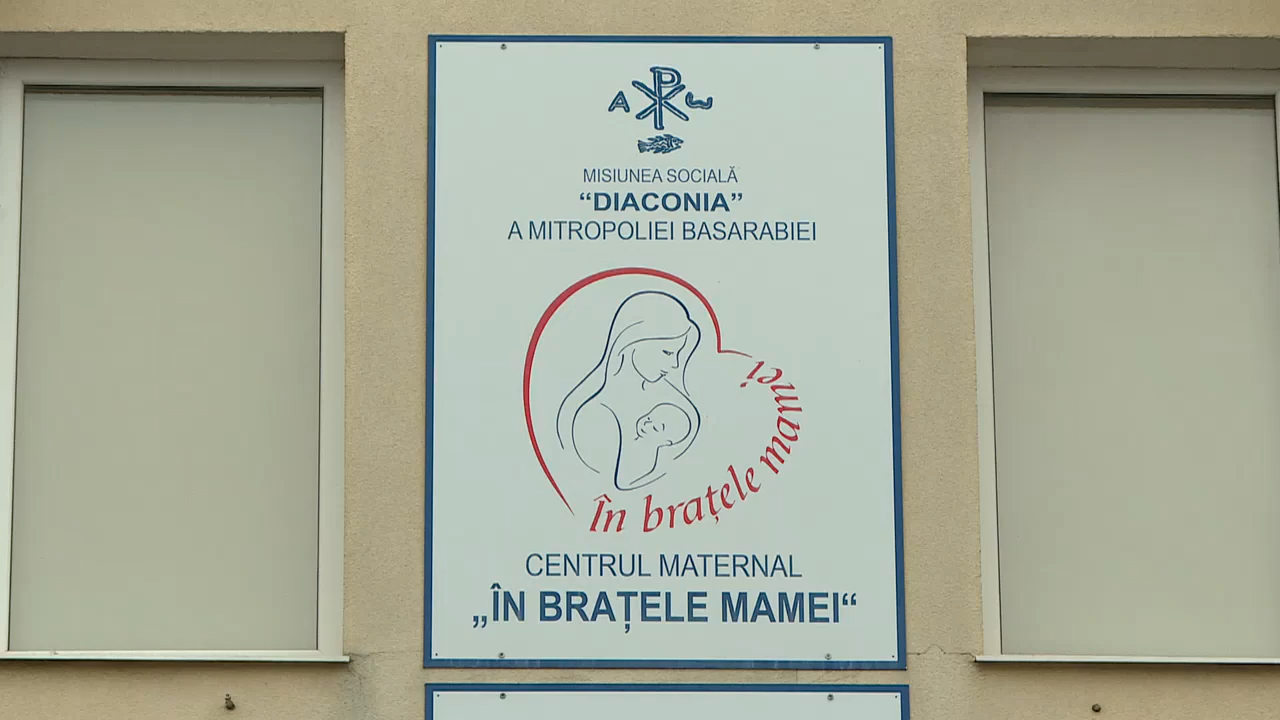 A ω
MISIUNEA SOCIALĂ
“DIACONIA”
A MITROPOLIEI BASARABIEI
În brațele mamei
CENTRUL MATERNAL
„ÎN BRAȚELE MAMEI“